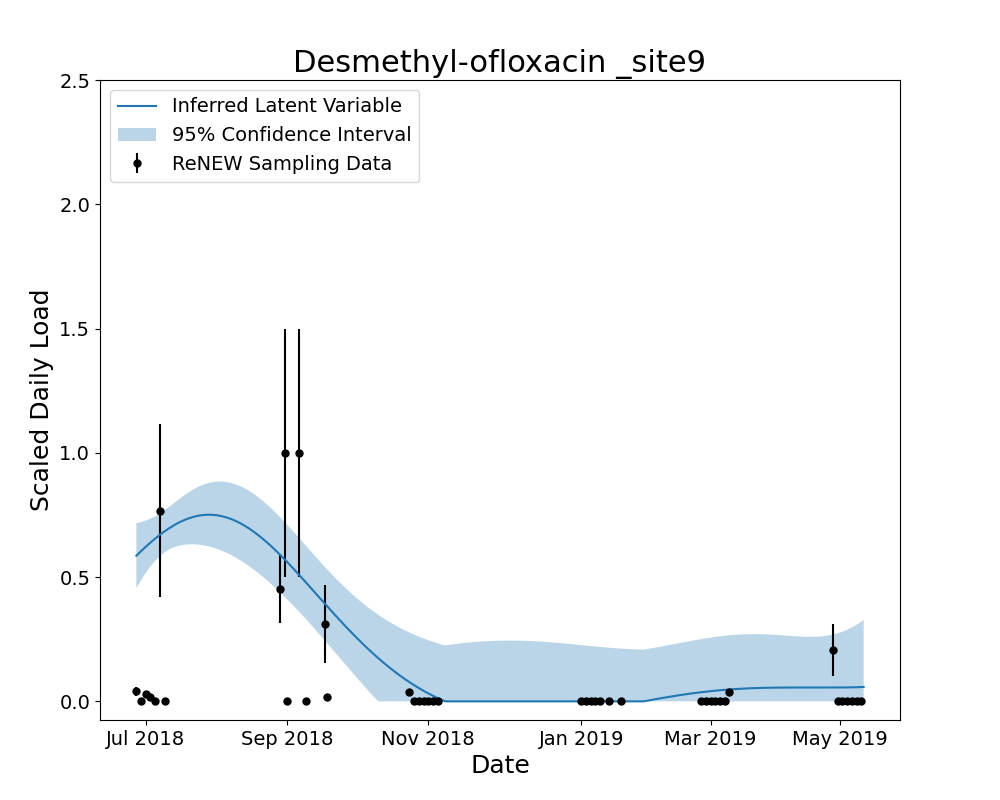 Desmethyl-ofloxacin _site9
Inferred Latent Variable
95% Confidence Interval
ReNEW Sampling Data
Scaled Daily Load
2.5
2.0
1.5
1.0
0.5
0.0
Jul 2018 Sep 2018 Nov 2018 Jan 2019 Mar 2019 May 2019
Date